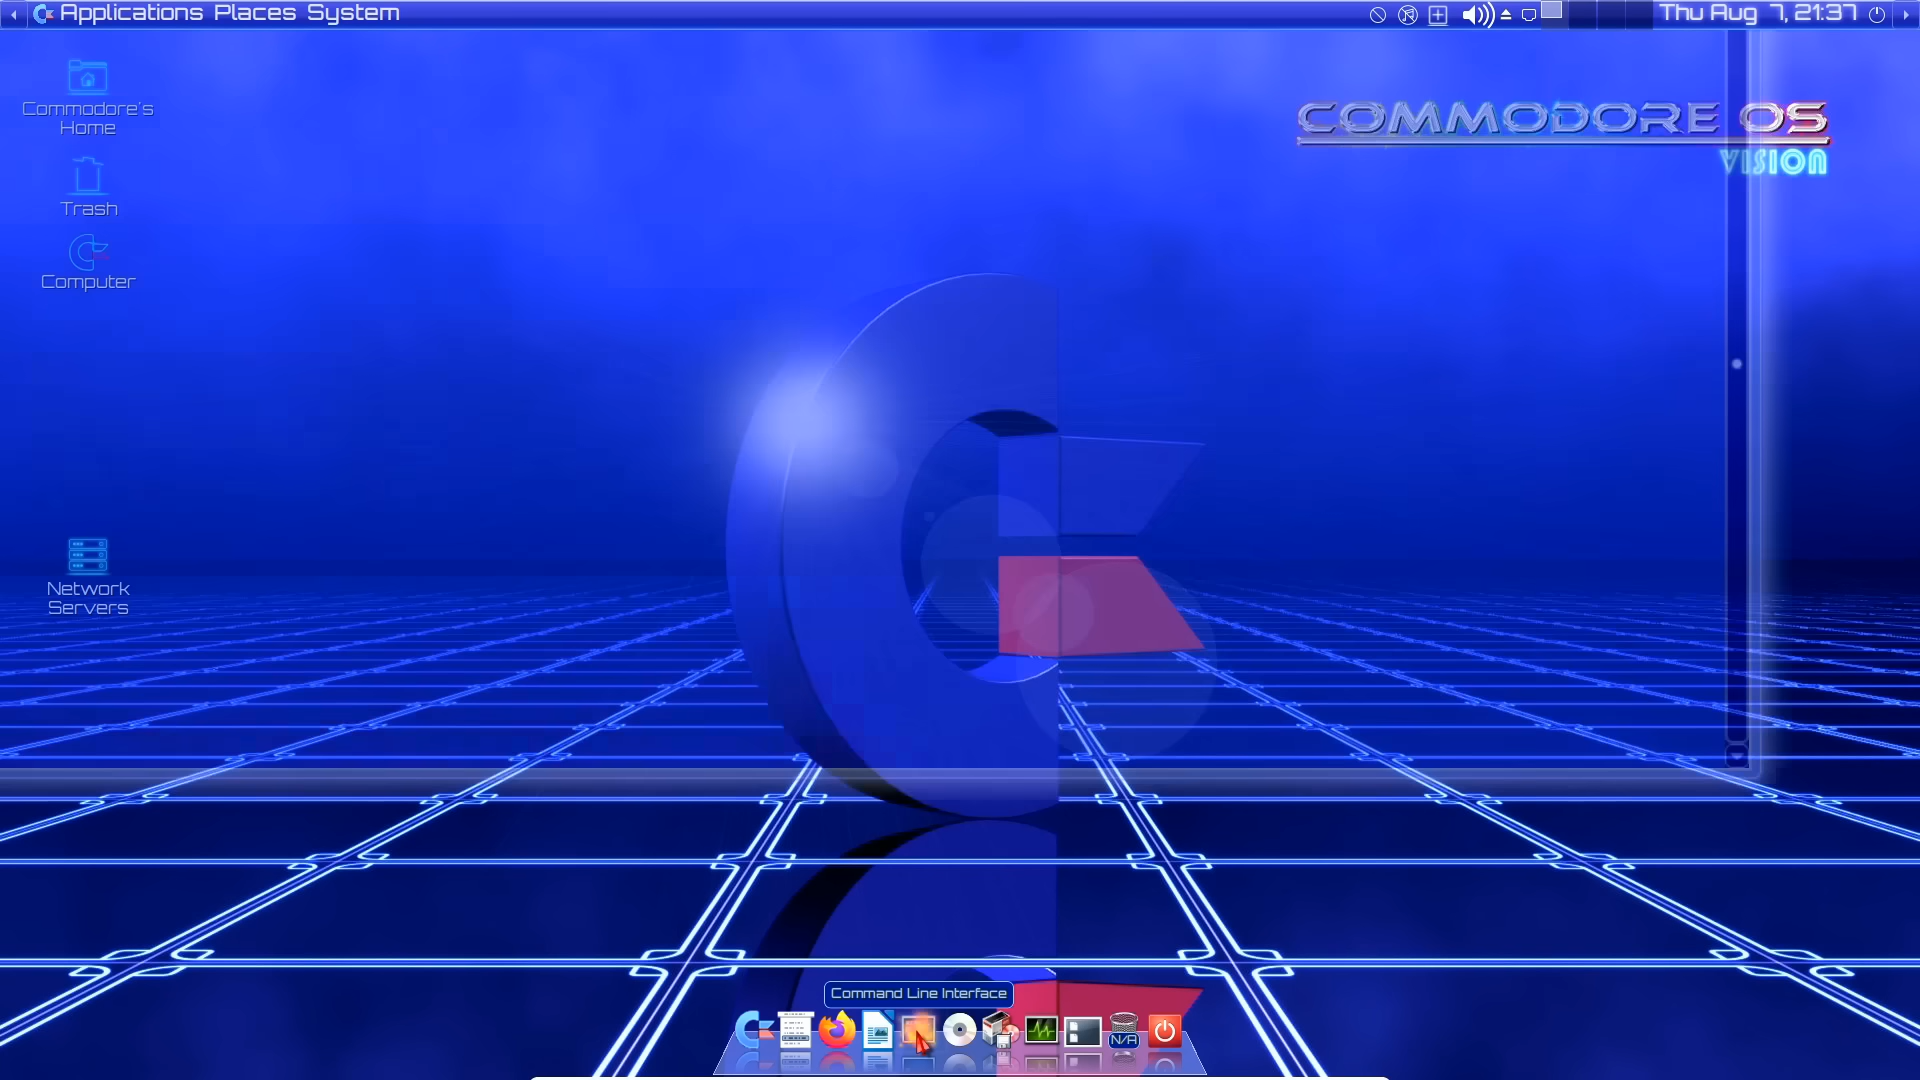 Applications Places System
Thu Aug 7, 21:37
COMMODORE OS
VISION
Commodore's
Home
Trash
Computer
Network
Servers
Command Line Interface
N/A